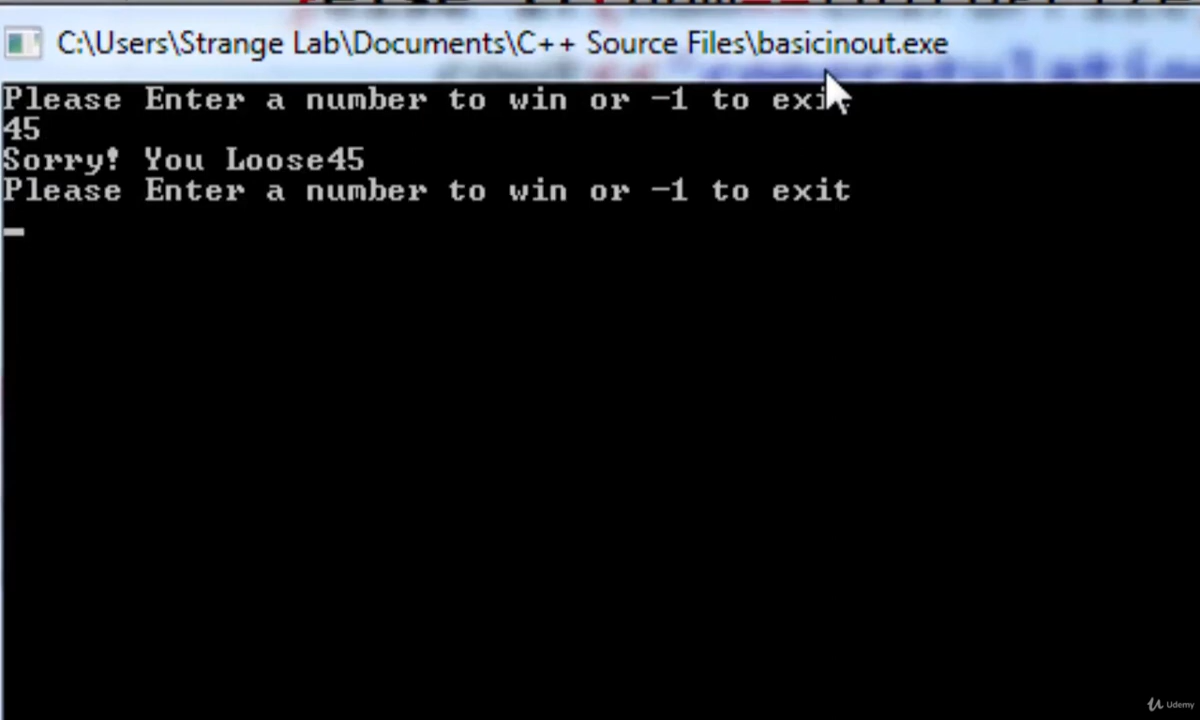 C:\Users\Strange Lab\Documents\C++ Source Files\basicinout.exe
Please Enter a number to win or -1 to exit
45
Sorry! You Loose45
Please Enter a number to win or -1 to exit
Udemy